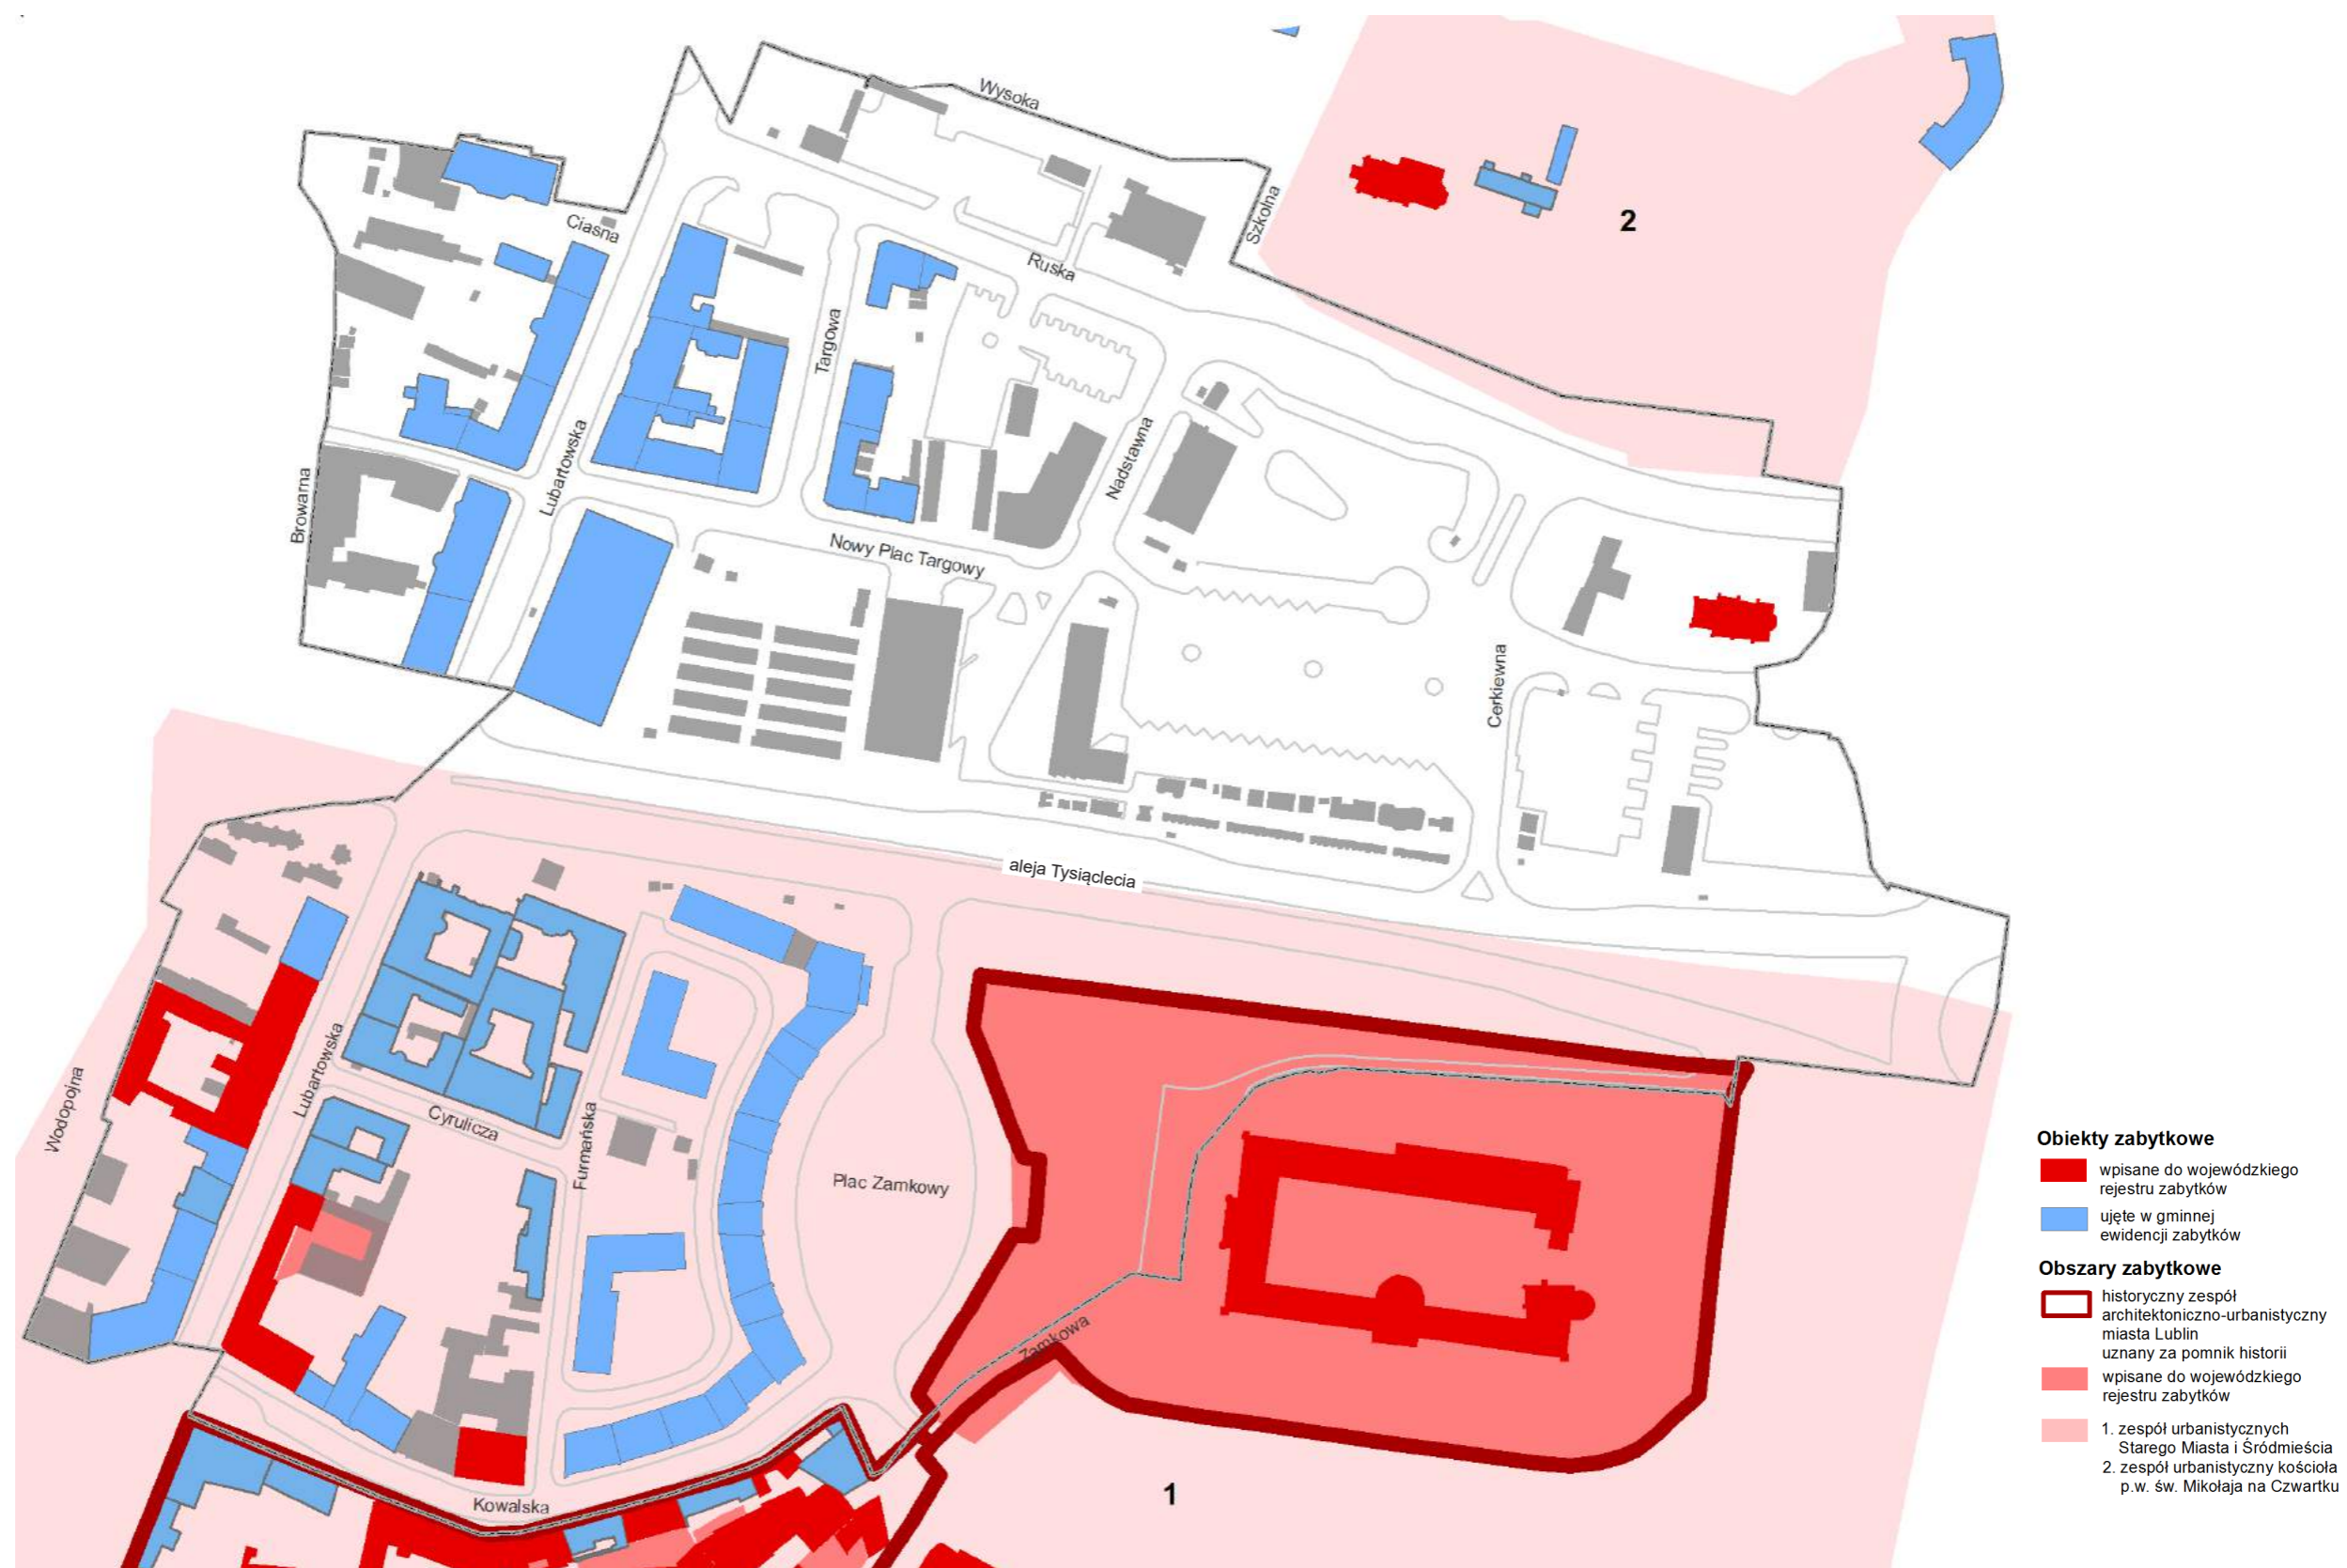 Wysoka
Szkolna
2
Ciasna
Ruska
Targowa
Lubartowska
Nadstawna
Browarna
Nowy Plac Targowy
Cerkiewna
aleja Tysiąclecia
Lubartowska
Wodopojna
Cyrulicza
Furmańska
Plac Zamkowy
Zamkowa
Kowalska
1
Obiekty zabytkowe
wpisane do wojewódzkiego
rejestru zabytków
ujęte w gminnej
ewidencji zabytków
Obszary zabytkowe
historyczny zespół
architektoniczno-urbanistyczny
miasta Lublin
uznany za pomnik historii
wpisane do wojewódzkiego
rejestru zabytków
1. zespół urbanistycznych
Starego Miasta i Śródmieścia
2. zespół urbanistyczny kościoła
p.w. św. Mikołaja na Czwartku